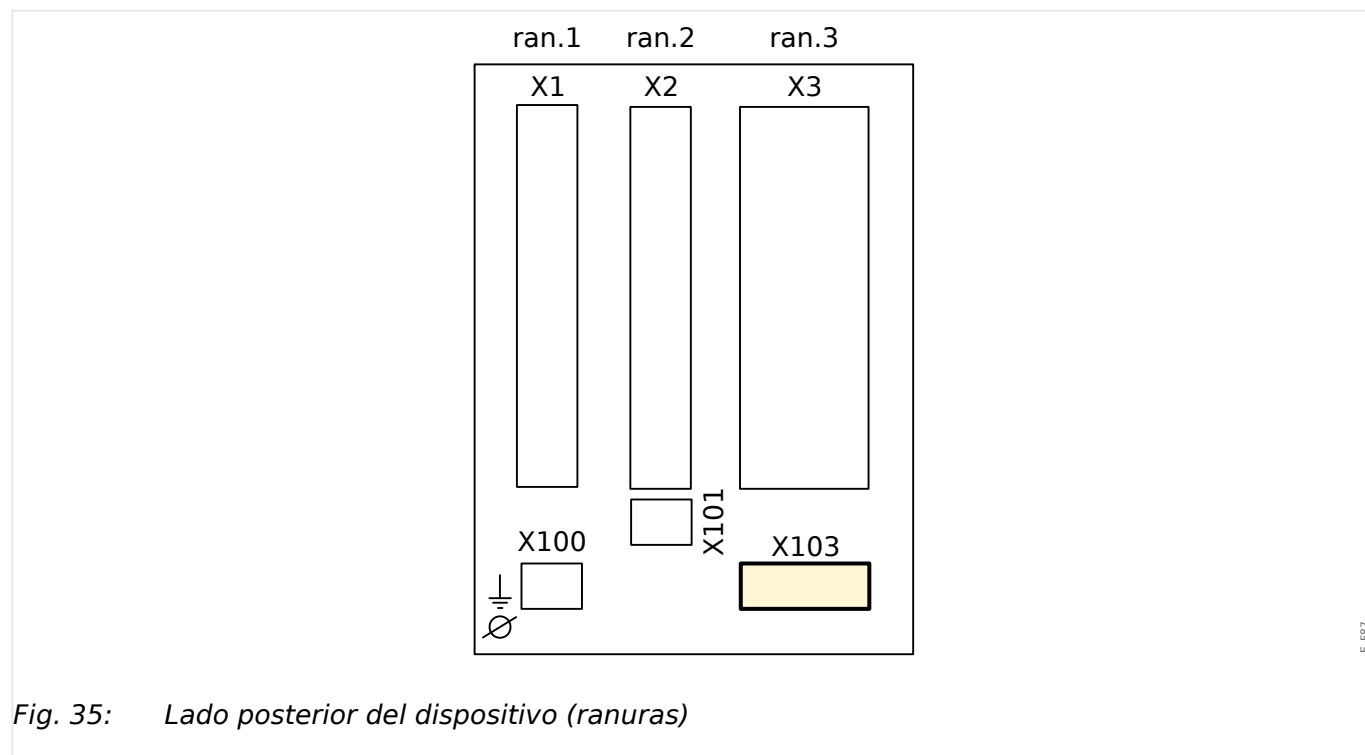 ran.1 ran.2 ran.3
X1 X2 X3
X101
X100
X103
Fig. 35: Lado posterior del dispositivo (ranuras)